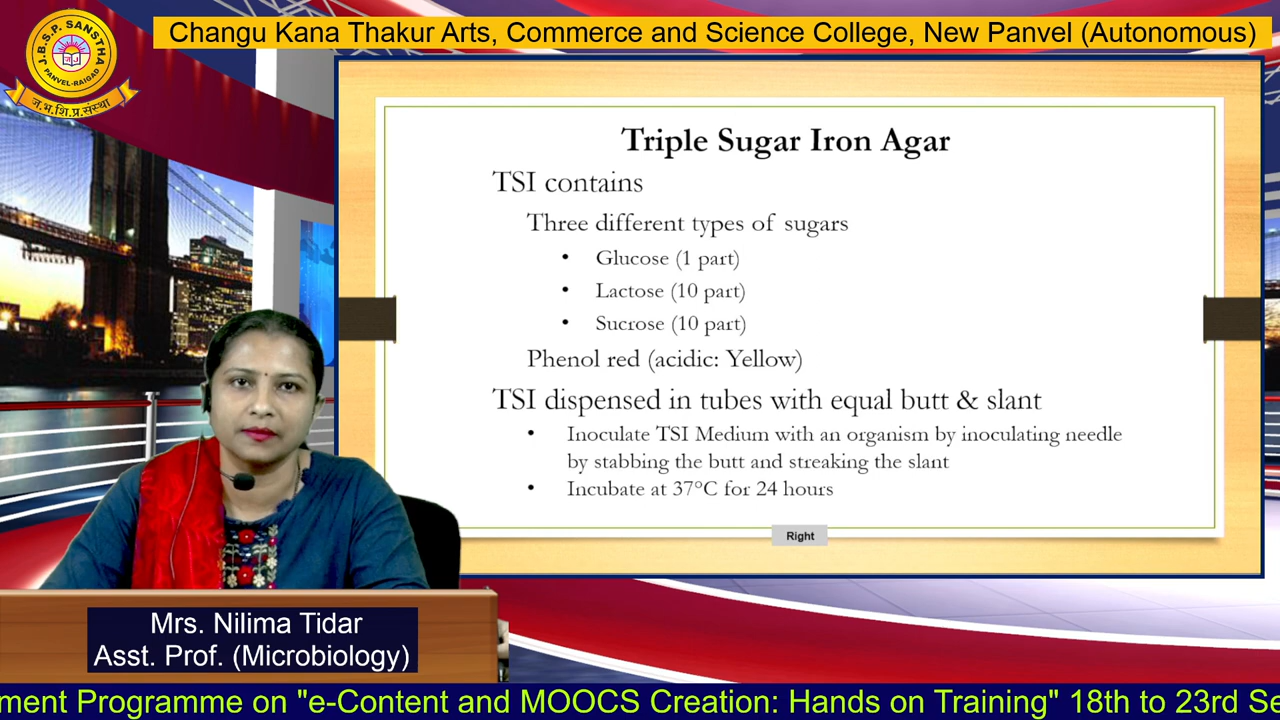 Changu Kana Thakur Arts, Commerce and Science College, New Panvel (Autonomous)
J.B.S.P. SANSTHA
PANVEL-RAIGAD
ज.भ.शि.प्र.संस्था
Triple Sugar Iron Agar
TSI contains
Three different types of sugars
• Glucose (1 part)
• Lactose (10 part)
• Sucrose (10 part)
Phenol red (acidic: Yellow)
TSI dispensed in tubes with equal butt & slant
• Inoculate TSI Medium with an organism by inoculating needle
by stabbing the butt and streaking the slant
• Incubate at 37°C for 24 hours
Right
Mrs. Nilima Tidar
Asst. Prof. (Microbiology)
ment Programme on "e-Content and MOOCS Creation: Hands on Training" 18th to 23rd Se